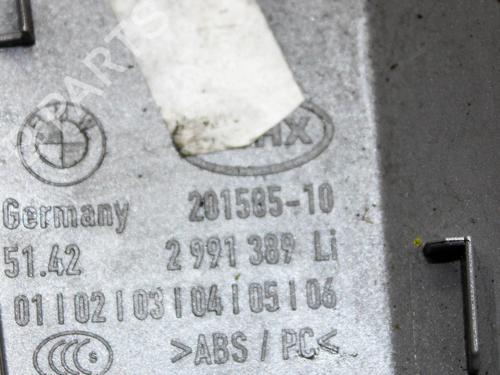 BMW
Germany 201585-10
51.42 2 991 389 Li
01 | 02 | 03 | 04 | 05 | 06
>ABS / PC<